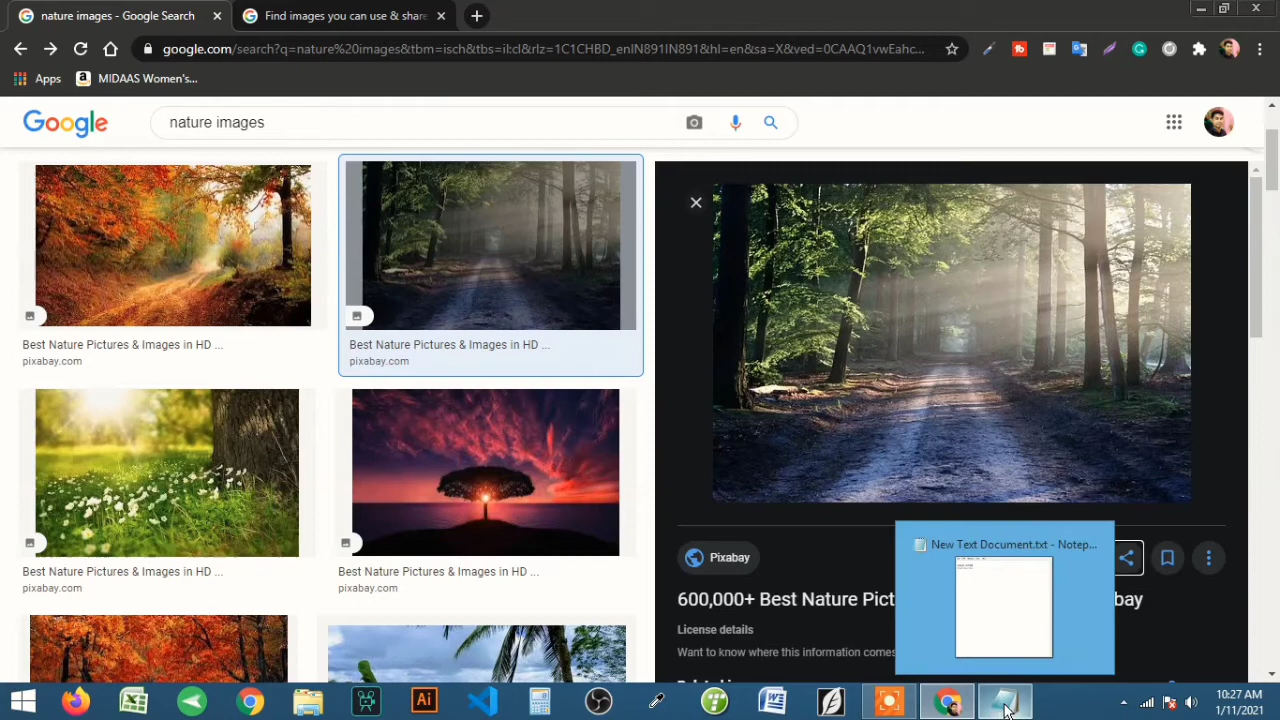 nature images - Google Search
Find images you can use & share
google.com/search?q=nature%20images&tbm=isch&tbs=il:cl&rlz=1C1CHBD_enIN891IN891&hl=en&sa=X&ved=0CAAQ1vwEahc...
Apps
MIDAAS Women's...
Google
nature images
Best Nature Pictures & Images in HD ...
pixabay.com
Best Nature Pictures & Images in HD ...
pixabay.com
Best Nature Pictures & Images in HD ...
pixabay.com
Best Nature Pictures & Images in HD ...
pixabay.com
Pixabay
600,000+ Best Nature
License details
Want to know where this information comes
New Text Document.txt - Notep...
Ai
10:27 AM
1/11/2021